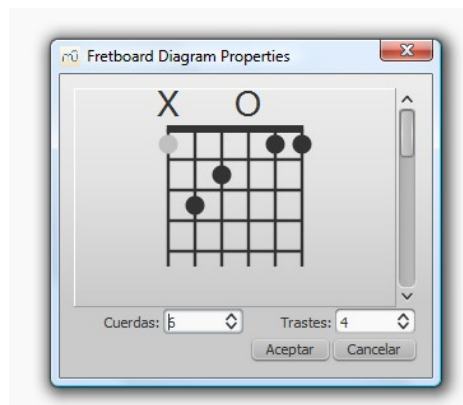 Fretboard Diagram Properties
X O
Cuerdas: 6 Trastes: 4
Aceptar Cancelar